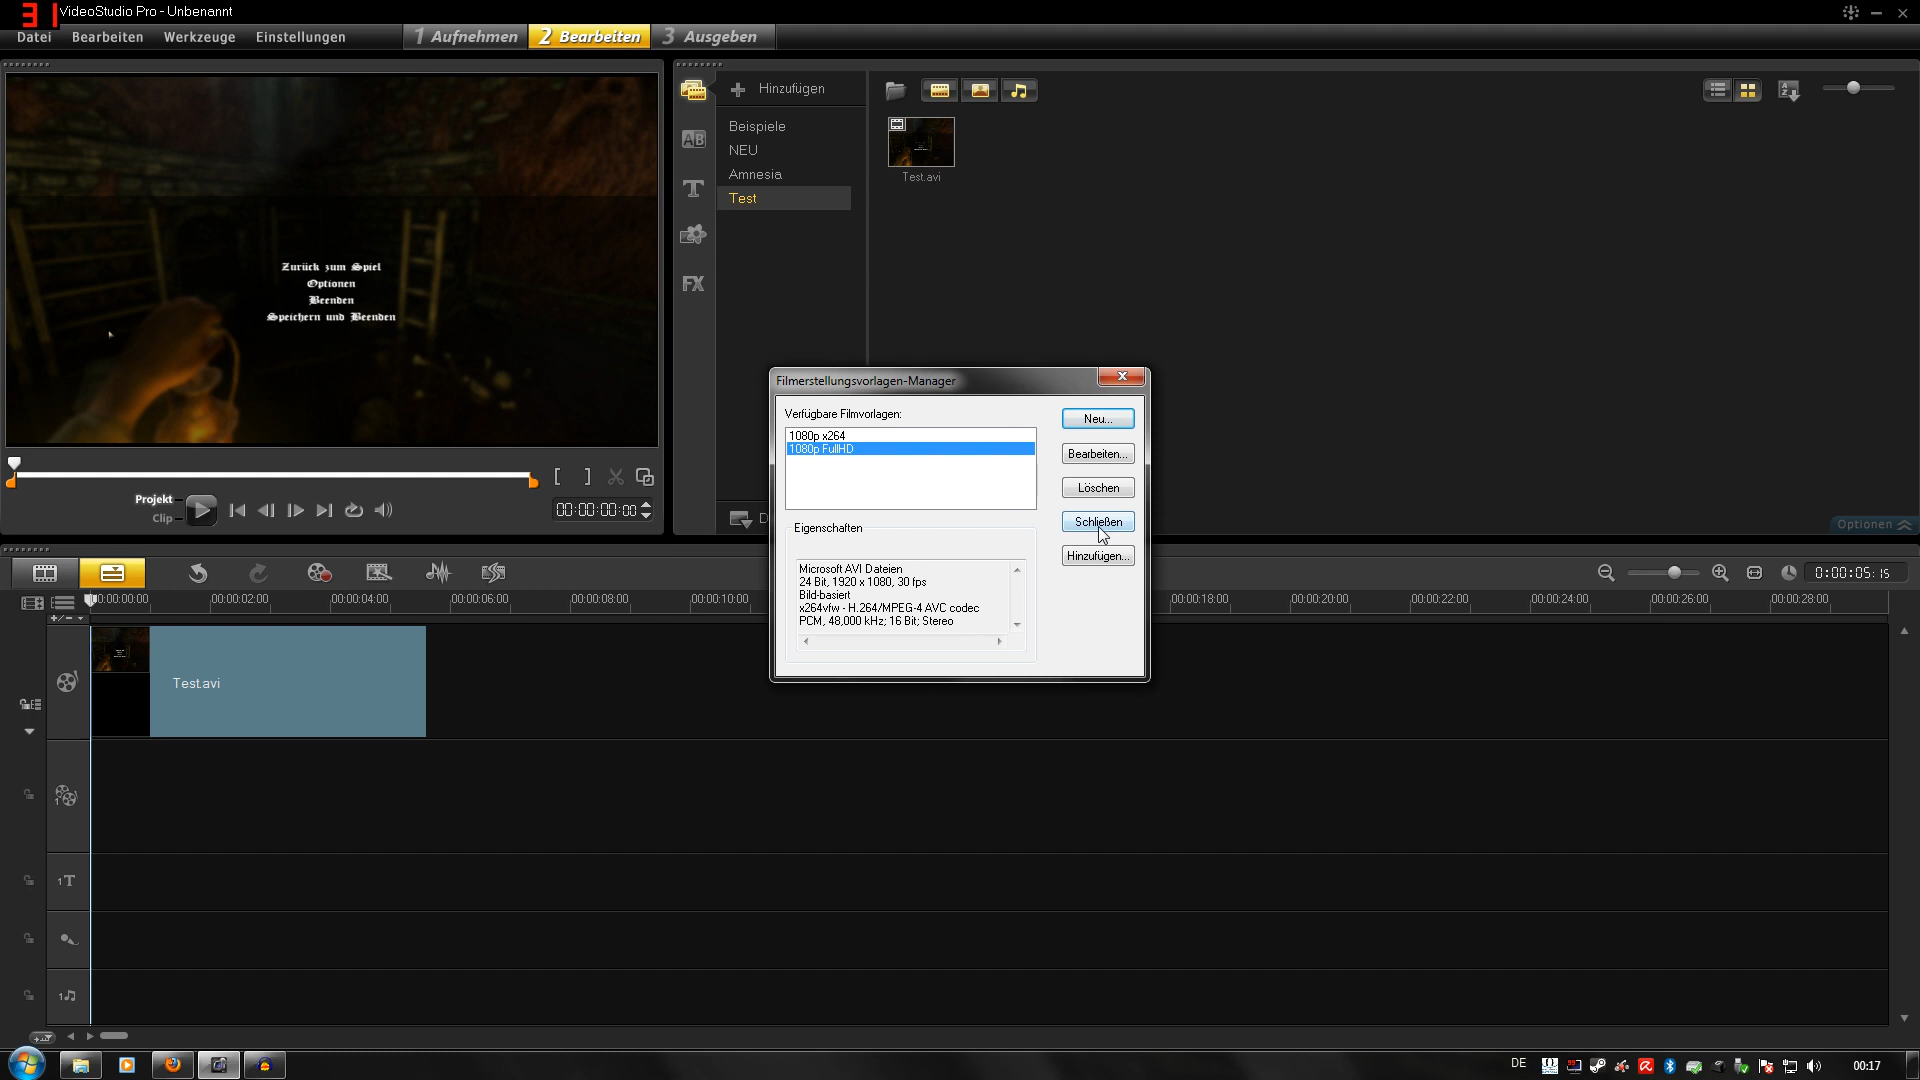 31
VideoStudio Pro - Unbenannt
Datei Bearbeiten Werkzeuge Einstellungen 1 Aufnehmen 2 Bearbeiten 3 Ausgeben
Hinzufügen
Beispiele
NEU
Amnesia
Test
AB
T
FX
Test.avi
Zurück zum Spiel
Optionen
Beenden
Speichern und Beenden
Projekt
Clip
[ ]
00:00:00:00
D
Optionen
Filmerstellungsvorlagen-Manager
Verfügbare Filmvorlagen:
1080p x264
1080p FullHD
Neu...
Bearbeiten...
Löschen
Schließen
Hinzufügen...
Eigenschaften
Microsoft AVI Dateien
24 Bit, 1920 x 1080, 30 fps
Bild-basiert
x264vfw - H.264/MPEG-4 AVC codec
PCM, 48,000 kHz; 16 Bit; Stereo
0:00:05:15
00:00:00:00 00:00:02:00 00:00:04:00 00:00:06:00 00:00:08:00 00:00:10:00 00:00:18:00 00:00:20:00 00:00:22:00 00:00:24:00 00:00:26:00 00:00:28:00
Test.avi
1
1T
1
DE
00:17